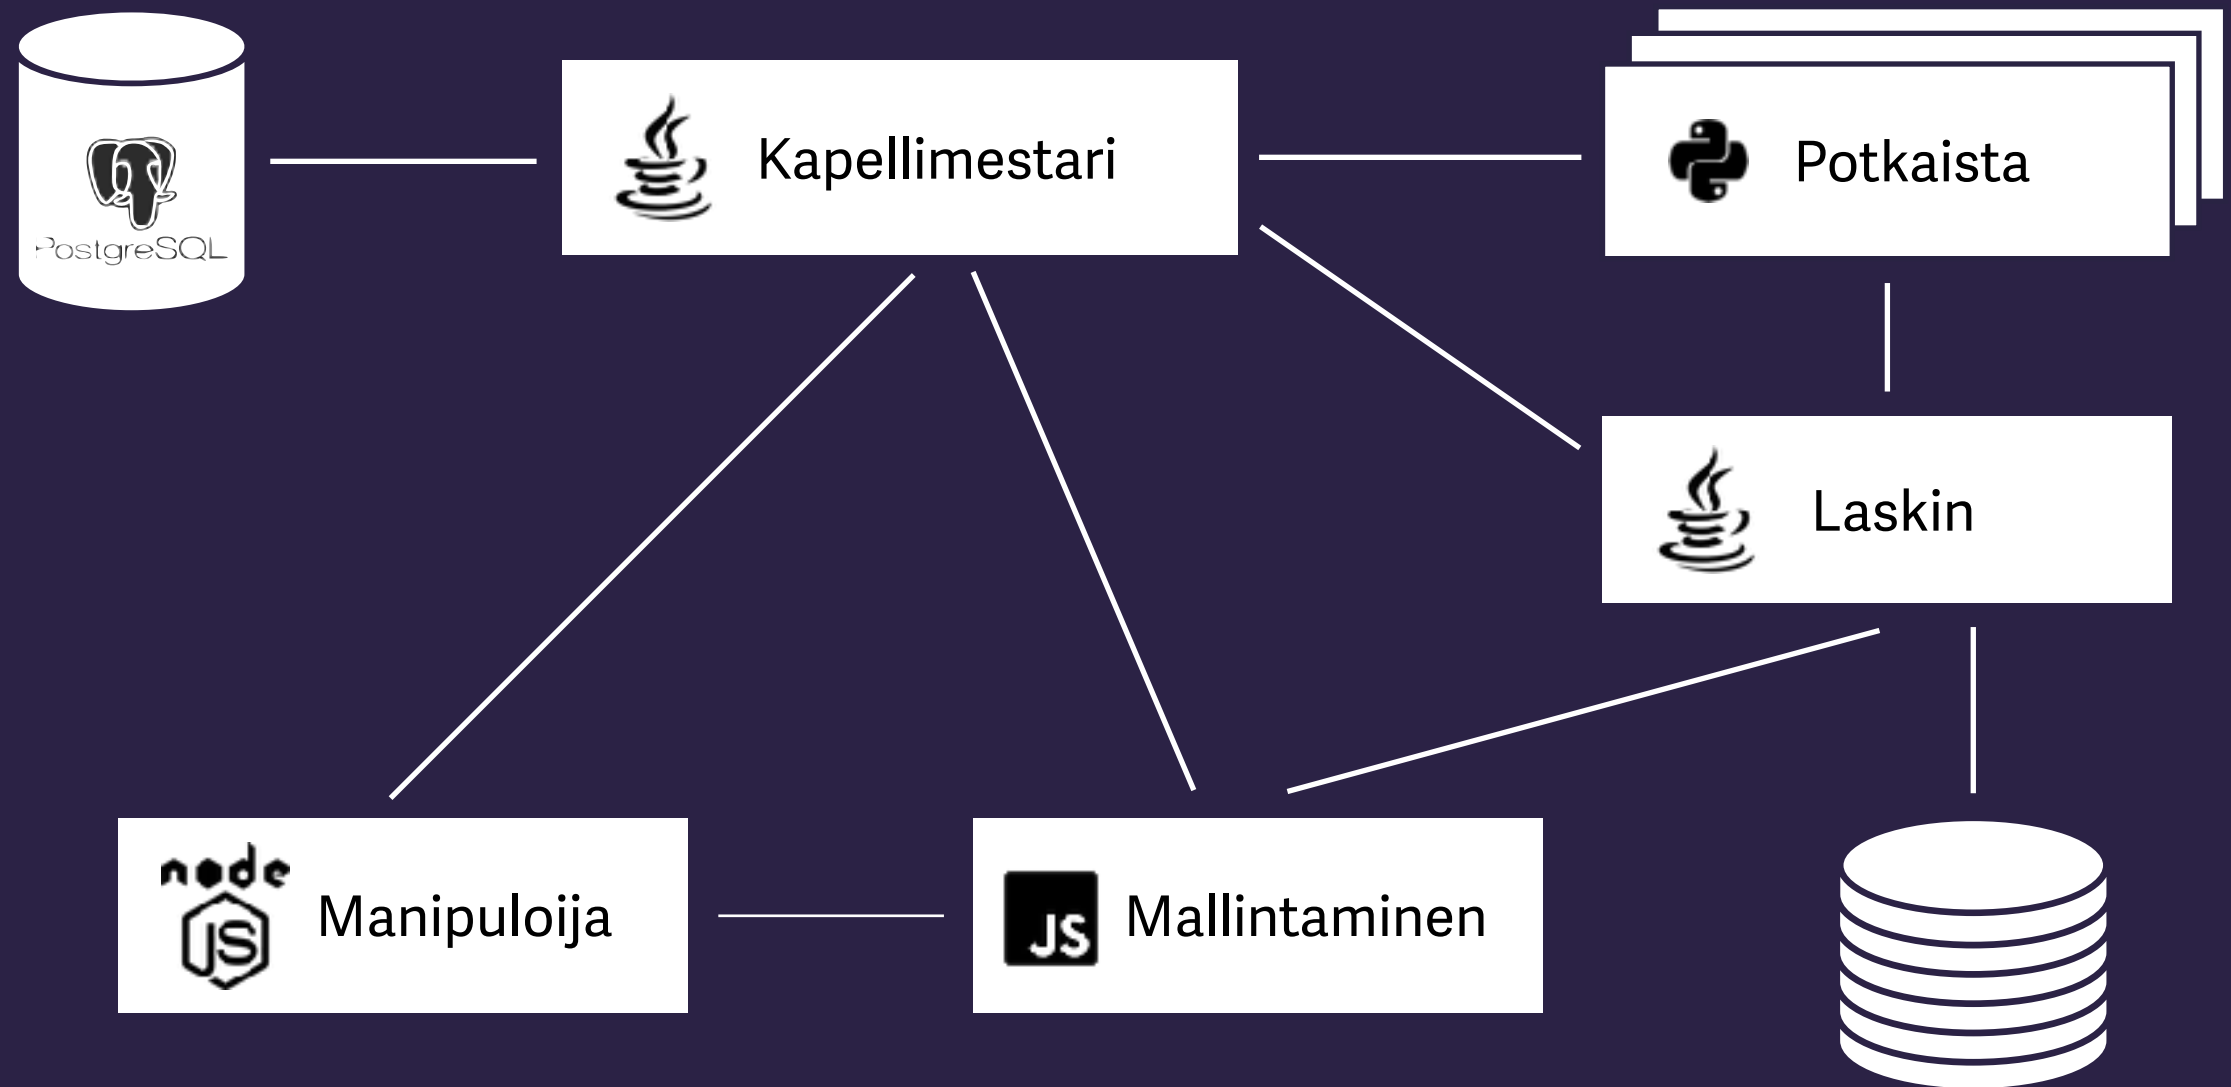 PostgreSQL
Kapellimestari
Potkaista
Laskin
node
JS
Manipuloija
JS
Mallintaminen